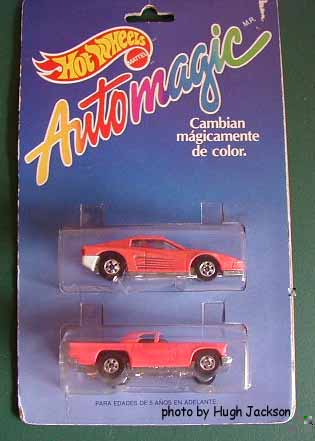 Hot Wheels
MATTEL
M.R.
Automagic
Cambian
mágicamente
de color.
PARA EDADES DE 5 AÑOS EN ADELANTE.
photo by Hugh Jackson